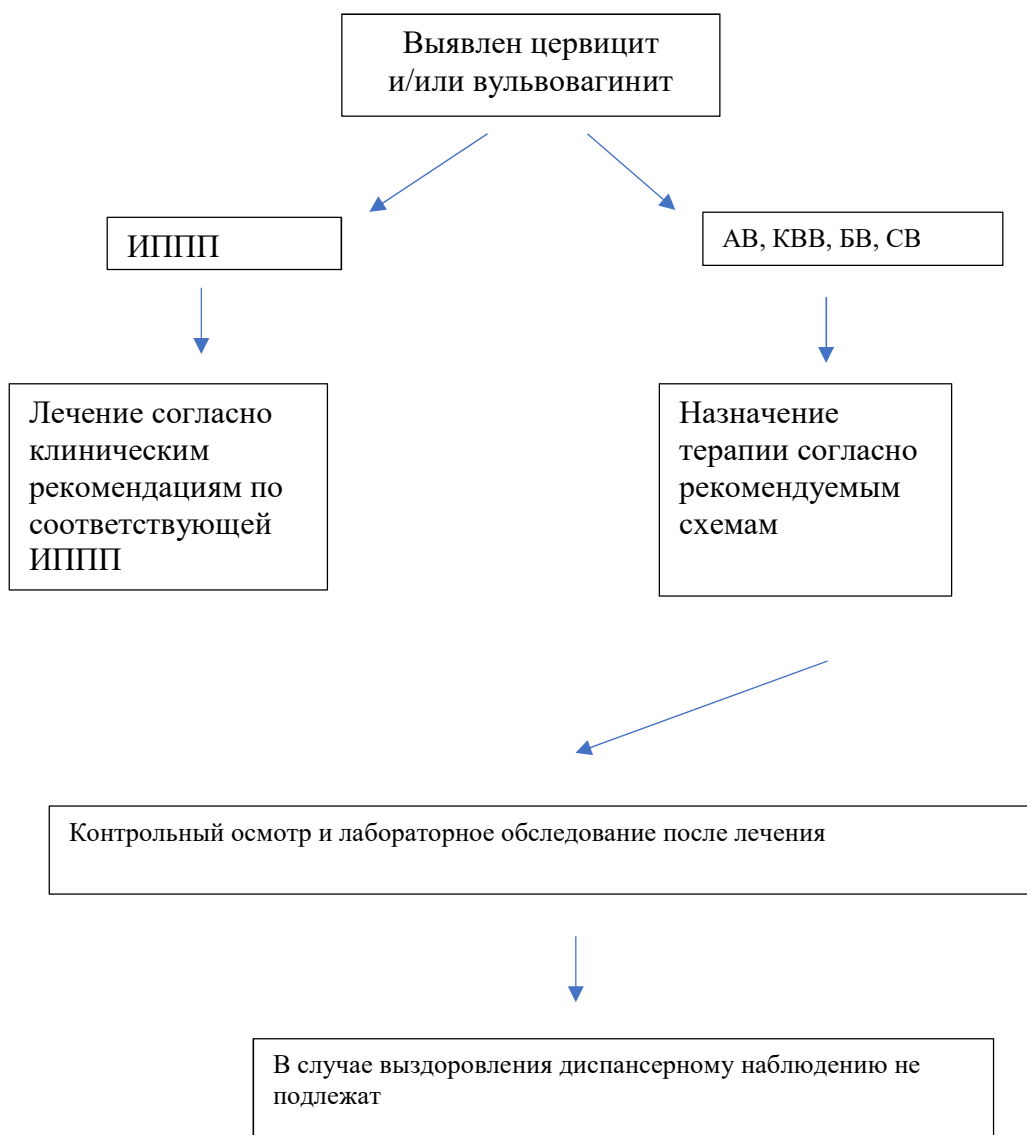 Выявлен цервицит
и/или вульвовагинит
ИППП
АВ, КВВ, БВ, СВ
Лечение согласно
клиническим
рекомендациям по
соответствующей
ИППП
Назначение
терапии согласно
рекомендуемым
схемам
Контрольный осмотр и лабораторное обследование после лечения
В случае выздоровления диспансерному наблюдению не
подлежат